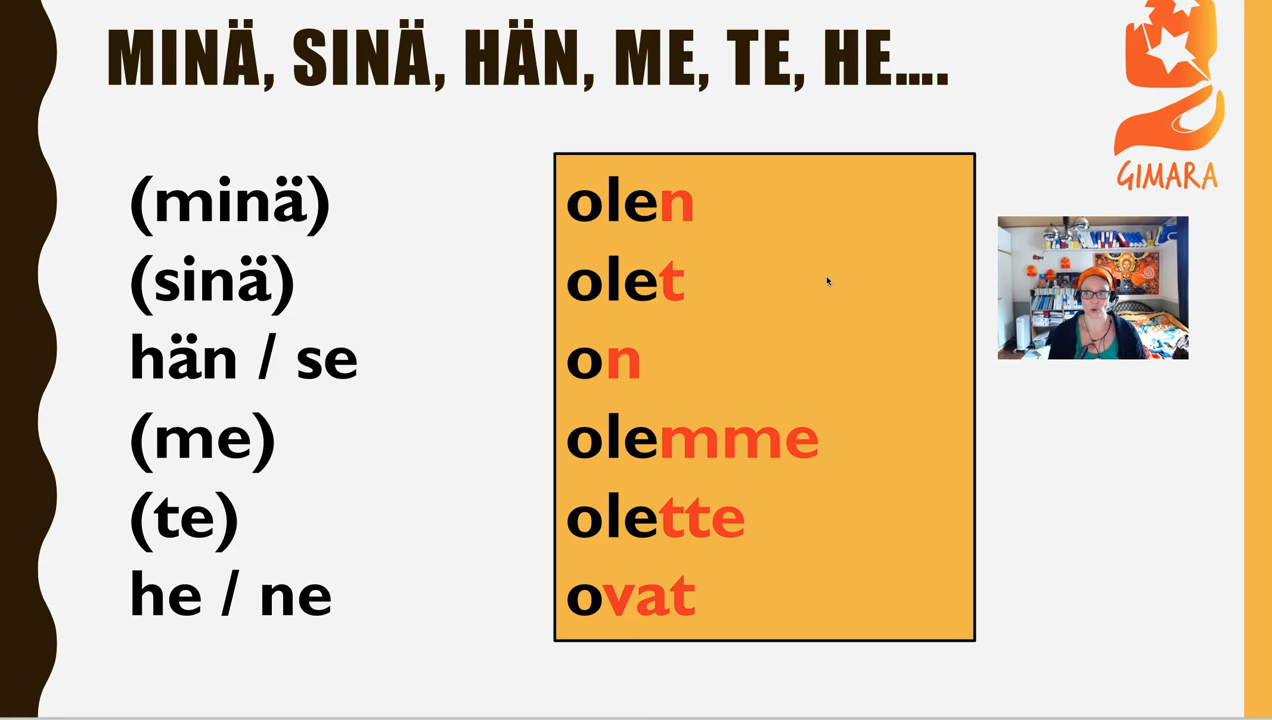 MINÄ, SINÄ, HÄN, ME, TE, HE….
GIMARA
(minä) olen
(sinä) olet
hän / se on
(me) olemme
(te) olette
he / ne ovat